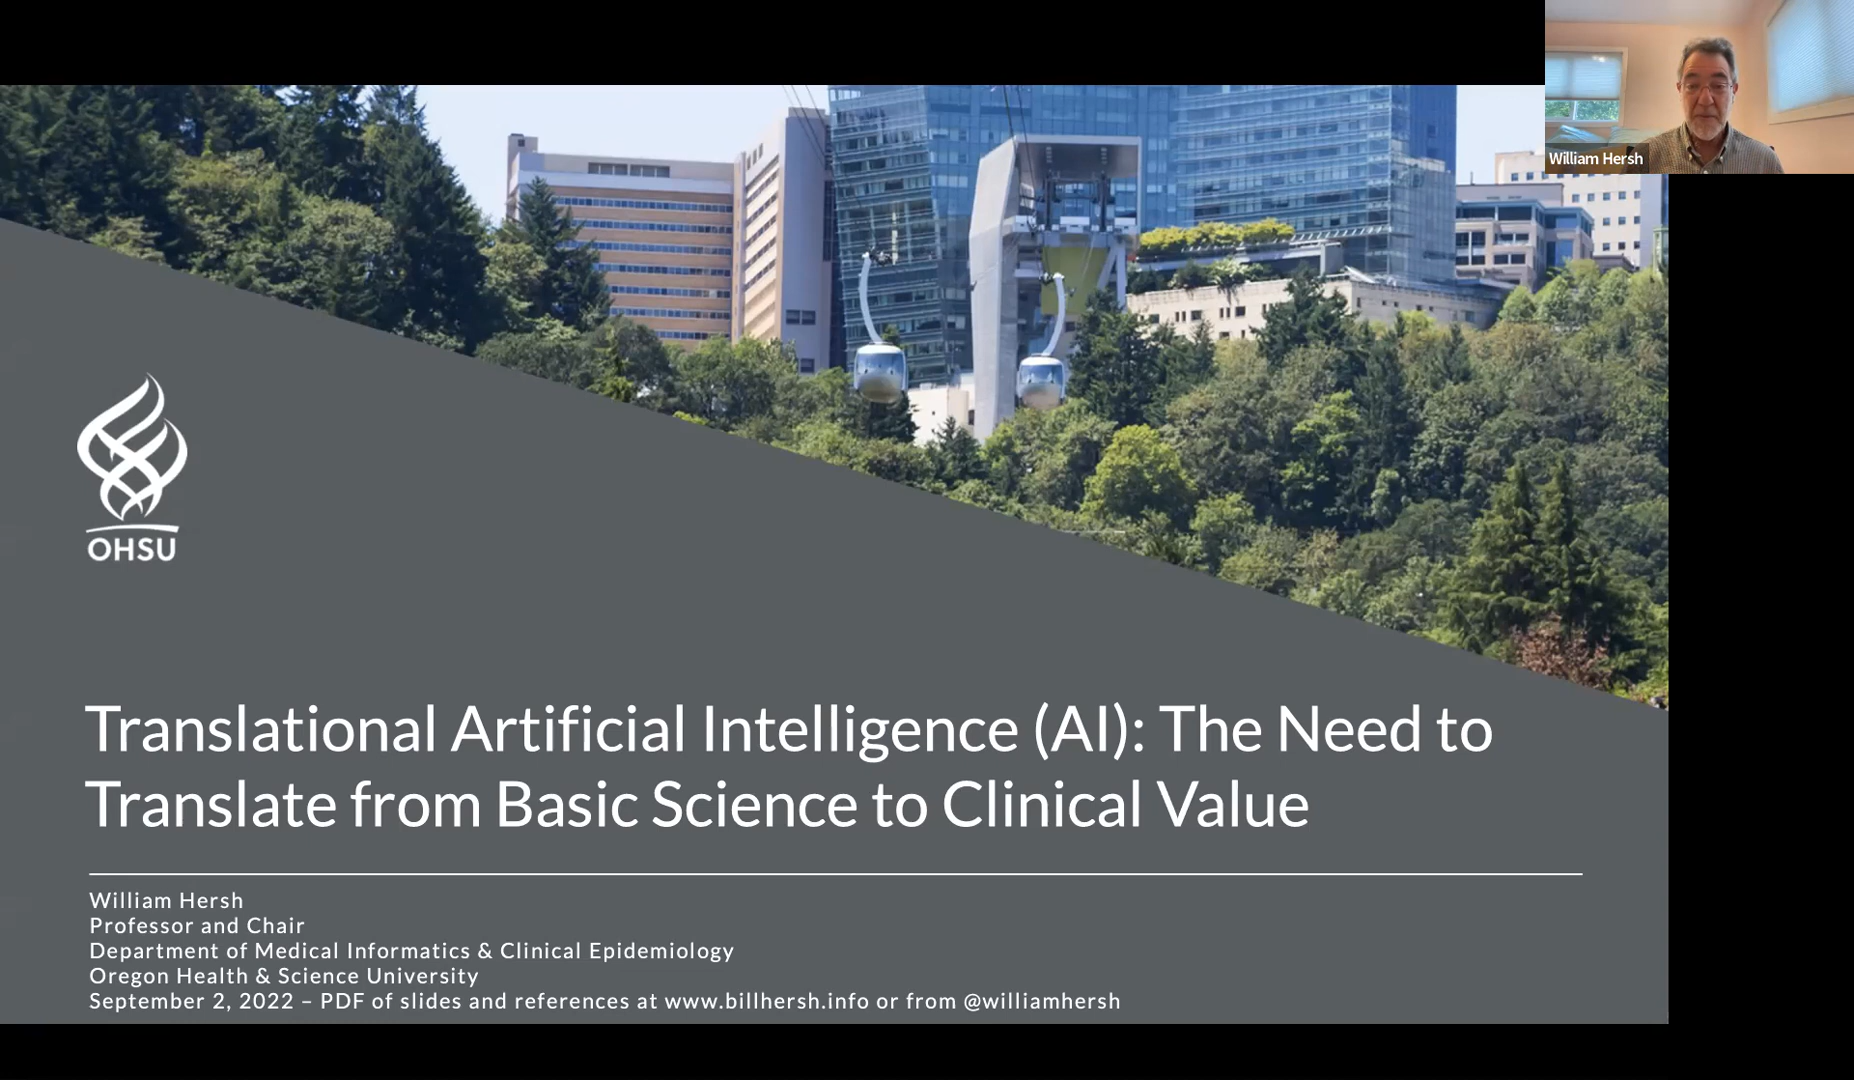 William Hersh
OHSU
Translational Artificial Intelligence (AI): The Need to
Translate from Basic Science to Clinical Value
William Hersh
Professor and Chair
Department of Medical Informatics & Clinical Epidemiology
Oregon Health & Science University
September 2, 2022 – PDF of slides and references at www.billhersh.info or from @williamhersh